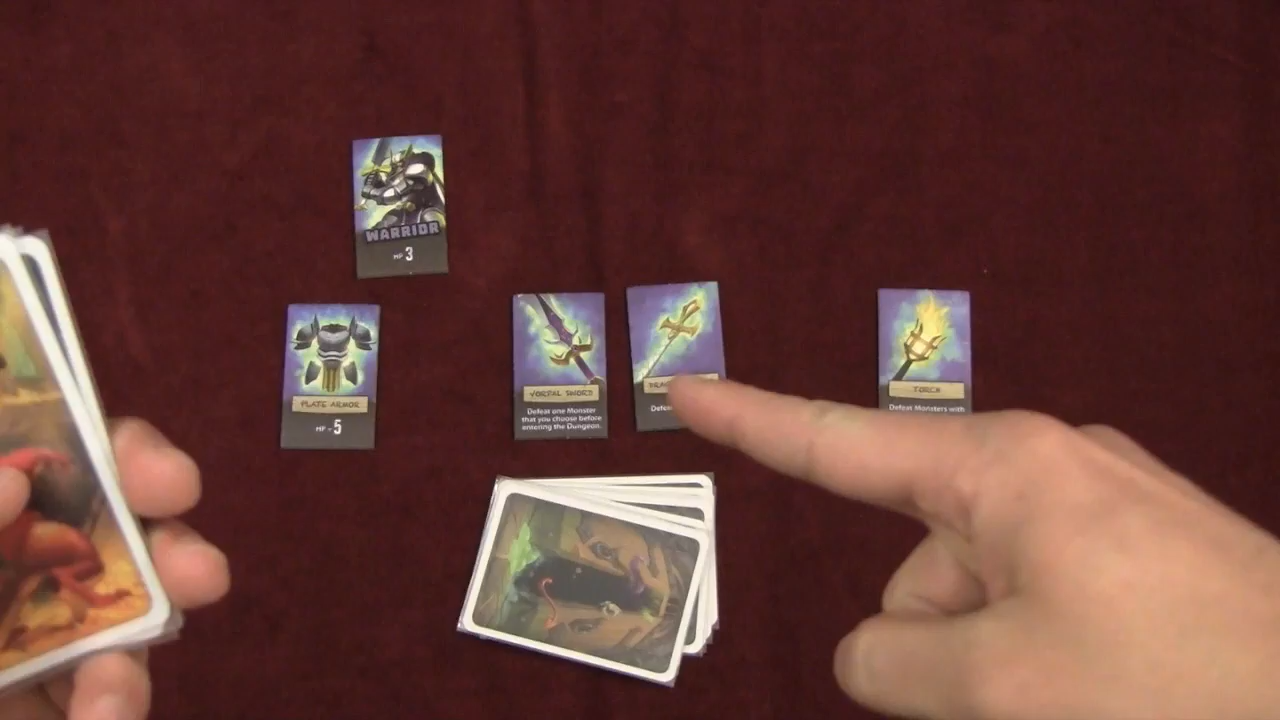 WARRIOR
HP 3
PLATE ARMOR
HP + 5
VORPAL SWORD
Defeat one Monster
that you choose before
entering the Dungeon.
TORCH
Defeat Monsters with